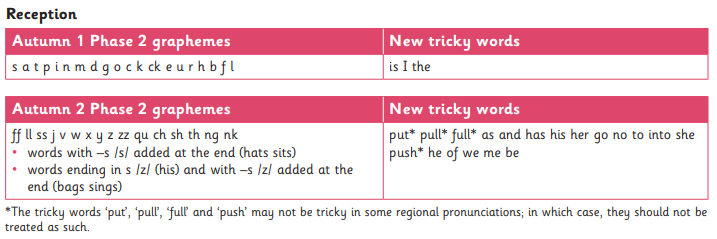 Reception
Autumn 1 Phase 2 graphemes New tricky words
s a t p i n m d g o c k ck e u r h b f l is I the
Autumn 2 Phase 2 graphemes New tricky words
ff ll ss j v w x y z zz qu ch sh th ng nk
• words with –s /s/ added at the end (hats sits)
• words ending in s /z/ (his) and with –s /z/ added at the
end (bags sings)
put* pull* full* as and has his her go no to into she
push* he of we me be
*The tricky words ‘put’, ‘pull’, ‘full’ and ‘push’ may not be tricky in some regional pronunciations; in which case, they should not be
treated as such.